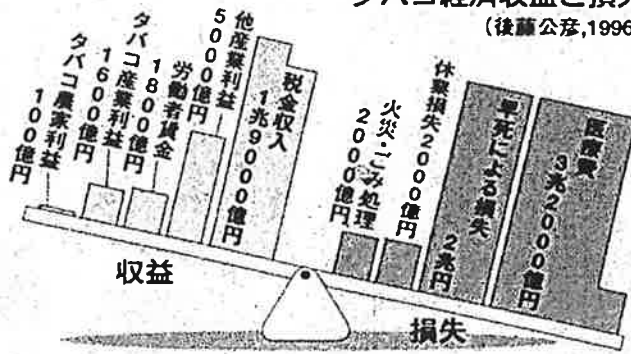 タバコ経済収益と損失
(後藤公彦,1996
税金収入
1兆9000億円
他産業利益
5000億円
労働者賃金
1800億円
タバコ産業利益
1600億円
タバコ農家利益
100億円
火災・ごみ処理
2000億円
休業損失2000億円
早死による損失
2兆円
医療費
3兆2000億円
収益
損失